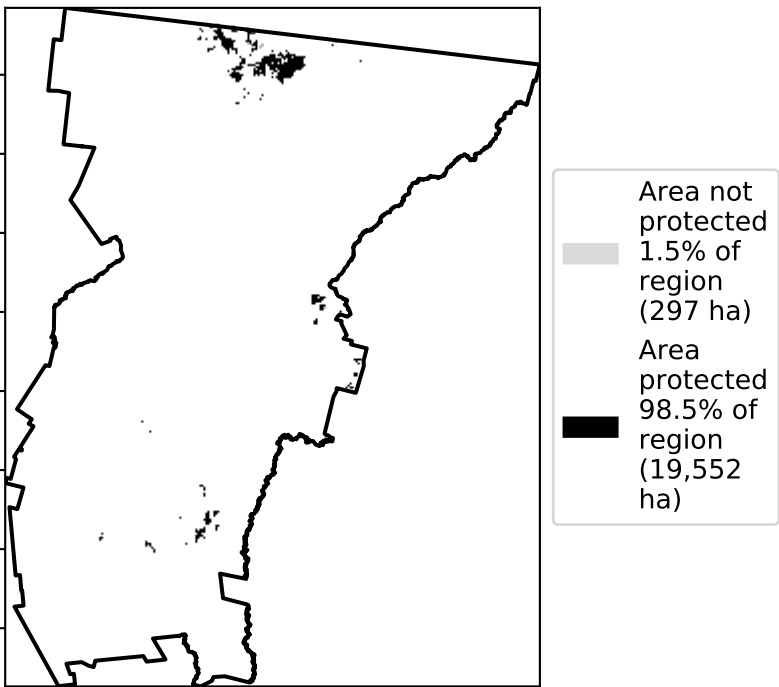 Area not
protected
1.5% of
region
(297 ha)
Area
protected
98.5% of
region
(19,552
ha)